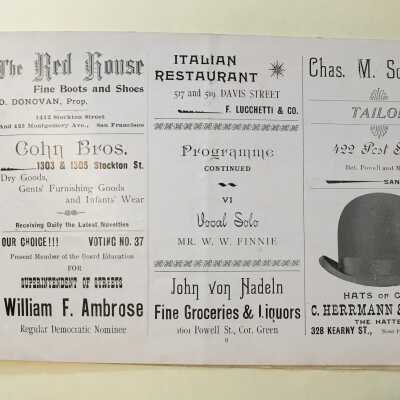 The Red House
Fine Boots and Shoes
O. DONOVAN, Prop.
1412 Stockton Street
And 423 Montgomery Ave., San Francisco
Cohn Bros.
1303 & 1305 Stockton St.
Dry Goods,
Gents' Furnishing Goods
and Infants' Wear
Receiving Daily the Latest Novelties
OUR CHOICE!!! VOTING NO. 37
Present Member of the Board Education
FOR
SUPERINTENDENT OF STREETS
William F. Ambrose
Regular Democratic Nominee
ITALIAN
RESTAURANT
517 and 519 DAVIS STREET
F. LUCCHETTI & CO.
Programme
CONTINUED
VI
Vocal Solo
MR. W. W. FINNIE
John von Nadeln
Fine Groceries & Liquors
1601 Powell St., Cor. Green
Chas. M. Sc
TAILO
422 Post S
Bet. Powell and M
SAN
HATS OF
C. HERRMANN &
THE HATTE
328 KEARNY ST.,